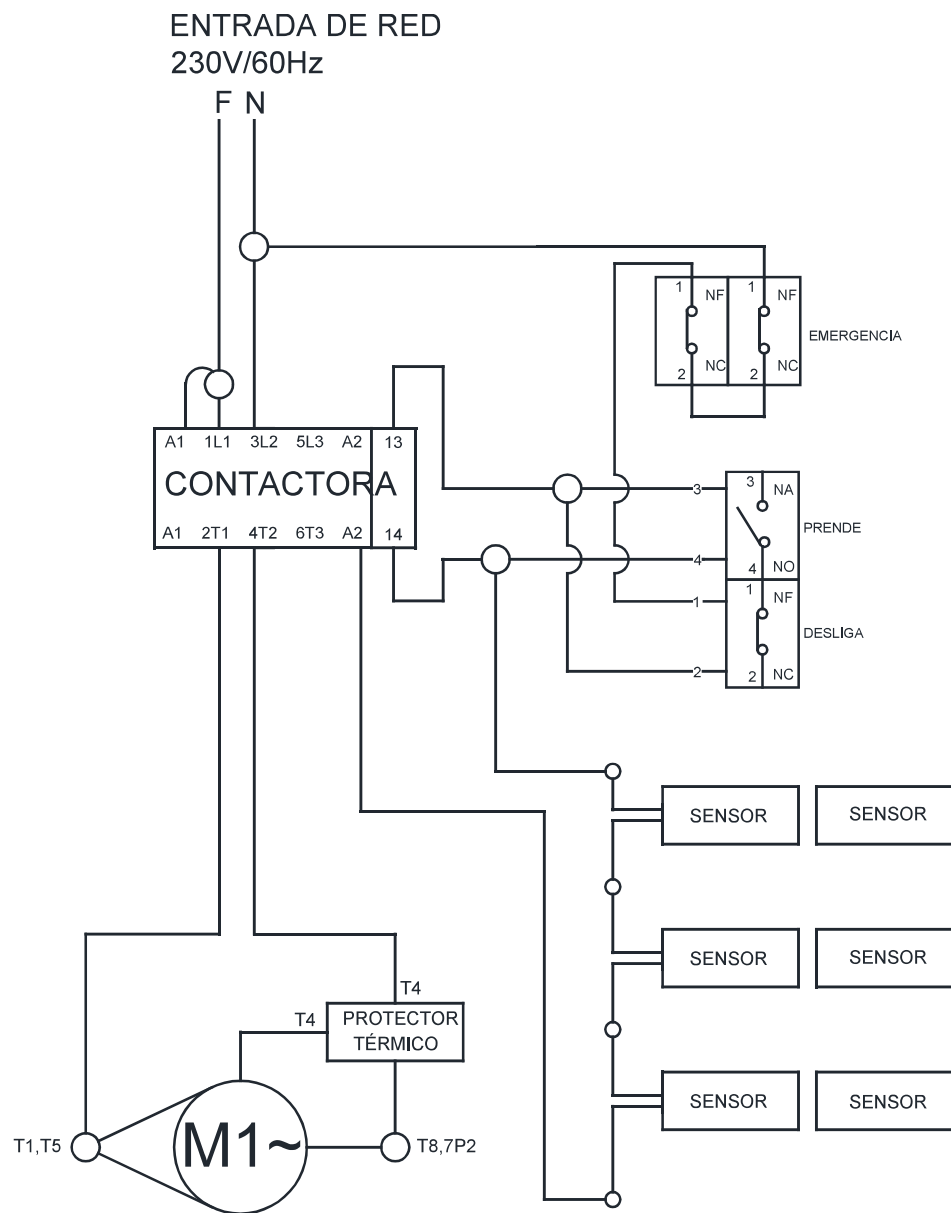 ENTRADA DE RED
230V/60Hz
F N
1 NF 1 NF
EMERGENCIA
2 NC 2 NC
A1 1L1 3L2 5L3 A2 13
CONTACTORA
A1 2T1 4T2 6T3 A2 14
3 3 NA
PRENDE
4 4 NO
1 1 NF
DESLIGA
2 2 NC
SENSOR SENSOR
SENSOR SENSOR
T4
T4 PROTECTOR
TÉRMICO
SENSOR SENSOR
T1,T5 M1~ T8,7P2